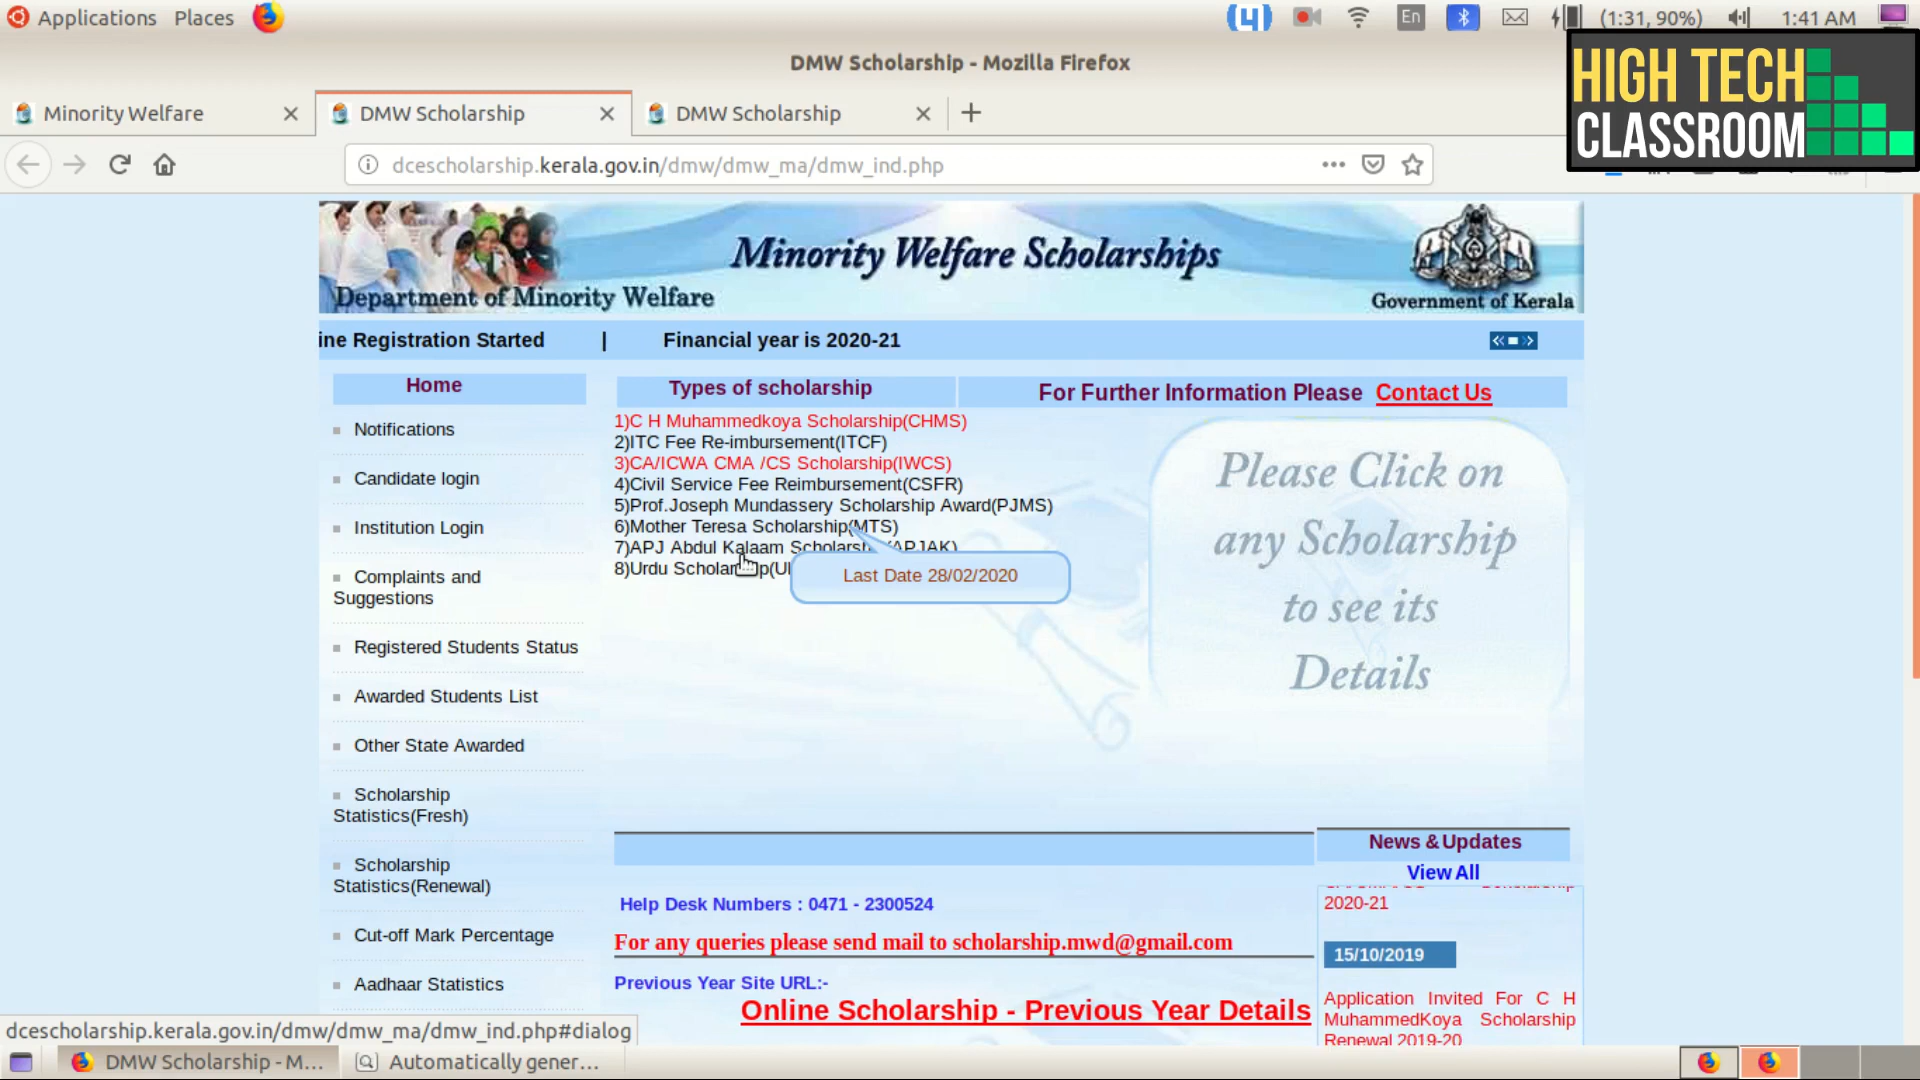 Applications Places
En (1:31, 90%) 1:41 AM
DMW Scholarship - Mozilla Firefox
HIGH TECH
CLASSROOM
Minority Welfare
DMW Scholarship
DMW Scholarship
dcescholarship.kerala.gov.in/dmw/dmw_ma/dmw_ind.php
Minority Welfare Scholarships
Department of Minority Welfare
Government of Kerala
ine Registration Started | Financial year is 2020-21
Home
Notifications
Candidate login
Institution Login
Complaints and
Suggestions
Registered Students Status
Awarded Students List
Other State Awarded
Scholarship
Statistics(Fresh)
Scholarship
Statistics(Renewal)
Cut-off Mark Percentage
Aadhaar Statistics
Types of scholarship
1)C H Muhammedkoya Scholarship(CHMS)
2)ITC Fee Re-imbursement(ITCF)
3)CA/ICWA CMA /CS Scholarship(IWCS)
4)Civil Service Fee Reimbursement(CSFR)
5)Prof.Joseph Mundassery Scholarship Award(PJMS)
6)Mother Teresa Scholarship(MTS)
7)APJ Abdul Kalaam (APJAK)
8)Urdu
Last Date 28/02/2020
For Further Information Please Contact Us
Please Click on
any Scholarship
to see its
Details
Help Desk Numbers : 0471 - 2300524
For any queries please send mail to scholarship.mwd@gmail.com
Previous Year Site URL:-
Online Scholarship - Previous Year Details
News &Updates
View All
2020-21
15/10/2019
Application Invited For C H
MuhammedKoya Scholarship
Renewal 2019-20
dcescholarship.kerala.gov.in/dmw/dmw_ma/dmw_ind.php#dialog
DMW Scholarship - M...
Automatically gener...